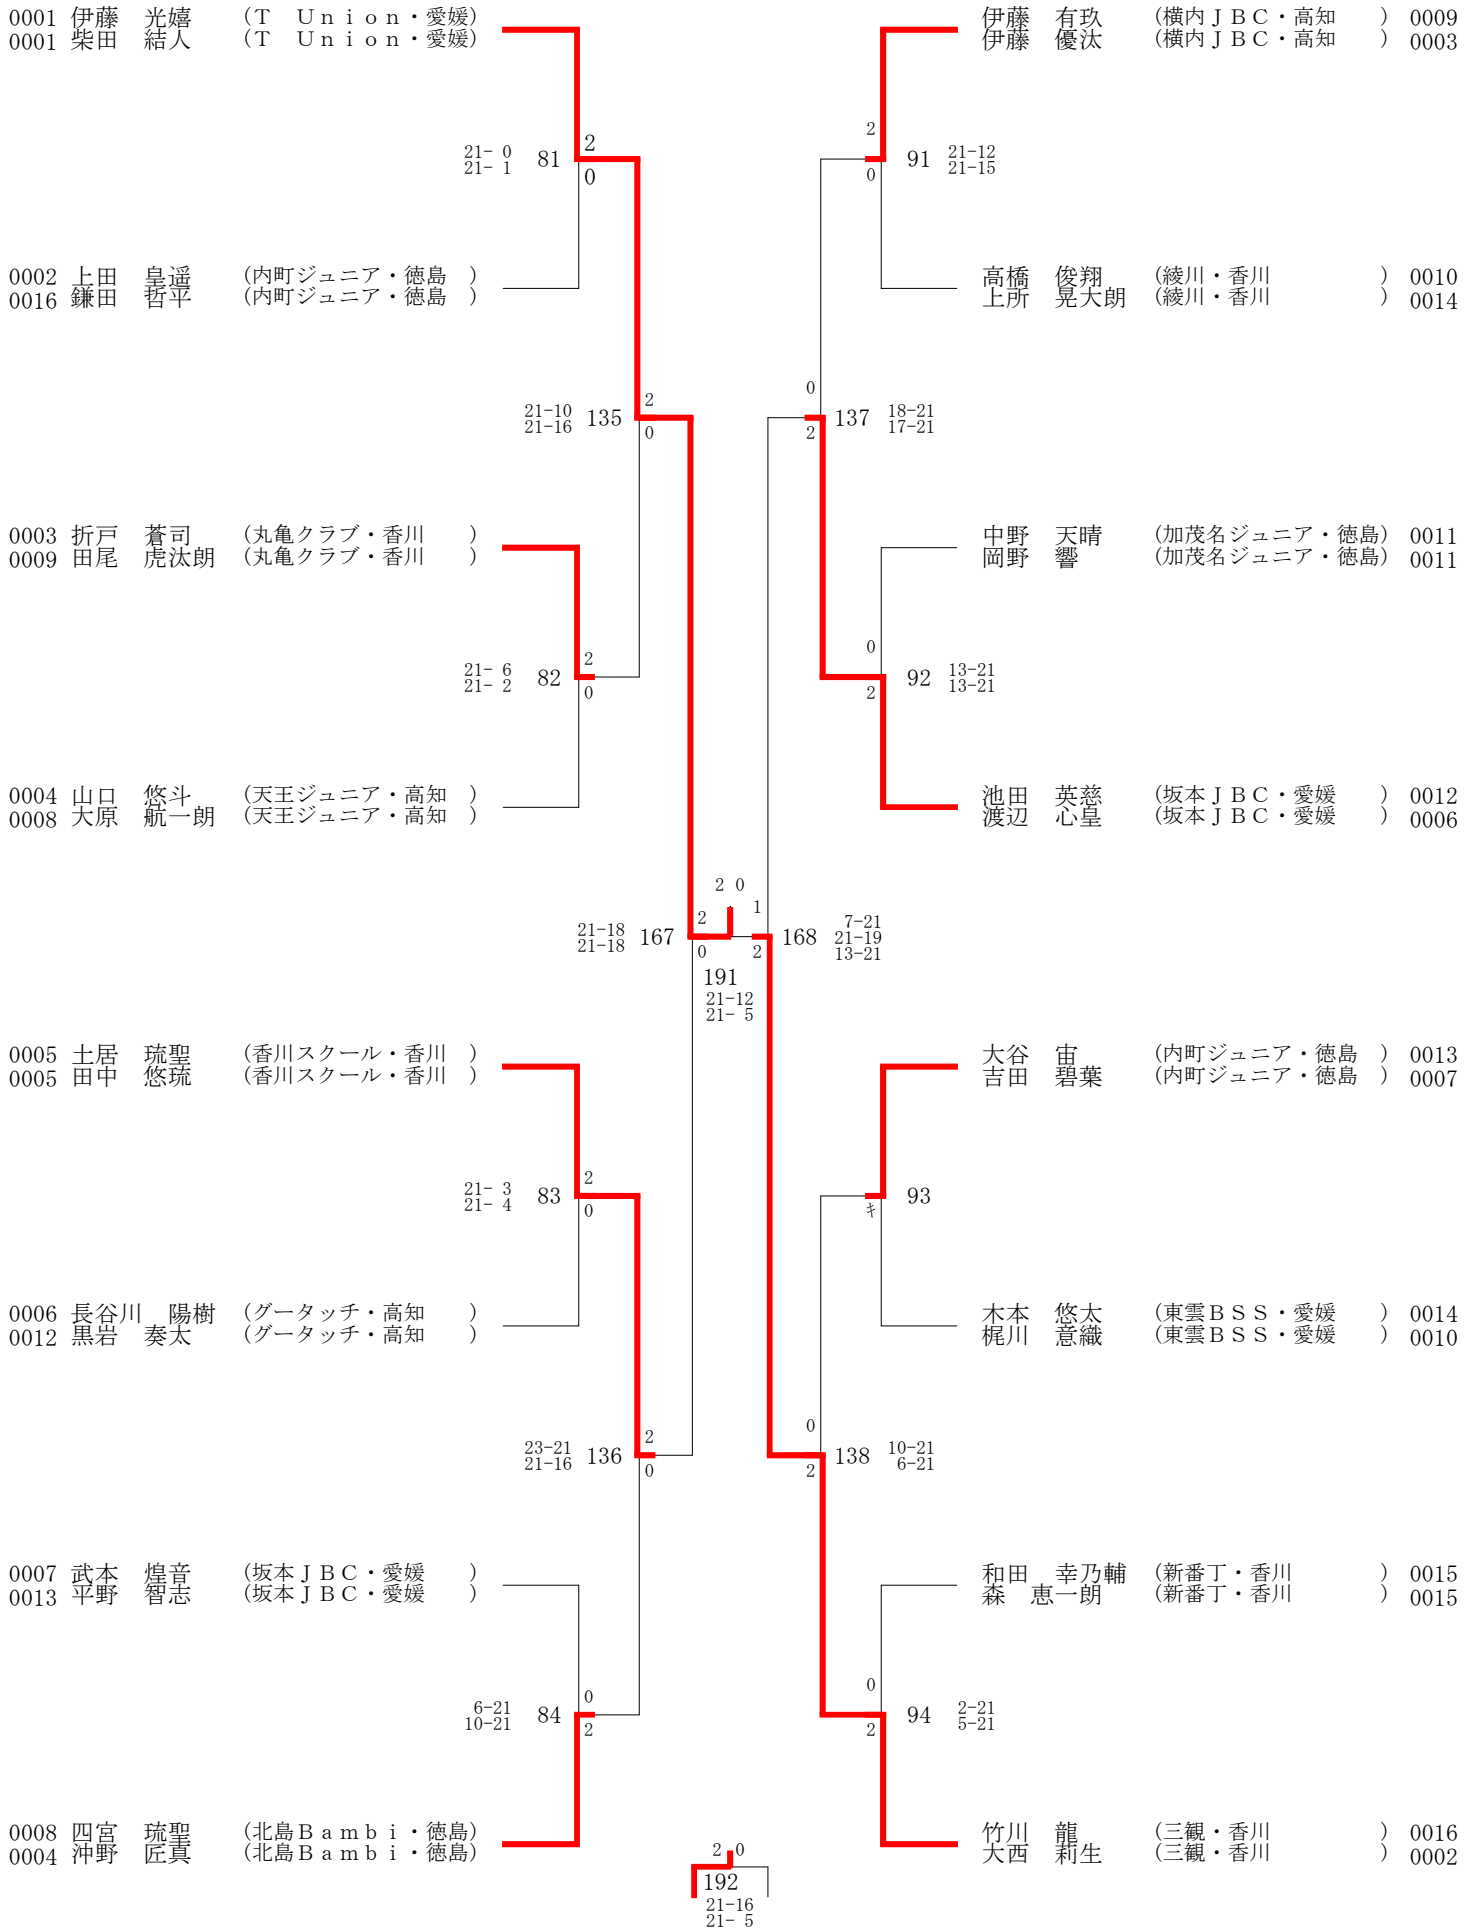 0001 伊藤　光嬉　（Ｔ　Ｕｎｉｏｎ・愛媛）
0001 柴田　結人　（Ｔ　Ｕｎｉｏｎ・愛媛）
21- 0
21- 1
81
2
0
0002 上田　皇遥　（内町ジュニア・徳島　）
0016 鎌田　哲平　（内町ジュニア・徳島　）
21-10
21-16
135
2
0
0003 折戸　蒼司　（丸亀クラブ・香川　　）
0009 田尾　虎汰朗　（丸亀クラブ・香川　　）
21- 6
21- 2
82
2
0
0004 山口　悠斗　（天王ジュニア・高知　）
0008 大原　航一朗　（天王ジュニア・高知　）
21-18
21-18
167
2
0
0005 土居　琉聖　（香川スクール・香川　）
0005 田中　悠琉　（香川スクール・香川　）
21- 3
21- 4
83
2
0
0006 長谷川　陽樹　（グータッチ・高知　　）
0012 黒岩　奏太　（グータッチ・高知　　）
23-21
21-16
136
2
0
0007 武本　煌音　（坂本ＪＢＣ・愛媛　　）
0013 平野　智志　（坂本ＪＢＣ・愛媛　　）
6-21
10-21
84
0
2
0008 四宮　琉聖　（北島Ｂａｍｂｉ・徳島）
0004 沖野　匠真　（北島Ｂａｍｂｉ・徳島）
2 0
191
21-12
21- 5
2 0
192
21-16
21- 5
伊藤　有玖　（横内ＪＢＣ・高知　　） 0009
伊藤　優汰　（横内ＪＢＣ・高知　　） 0003
2
0
91
21-12
21-15
高橋　俊翔　（綾川・香川　　　　　） 0010
上所　晃大朗　（綾川・香川　　　　　） 0014
0
2
137
18-21
17-21
中野　天晴　（加茂名ジュニア・徳島） 0011
岡野　響　（加茂名ジュニア・徳島） 0011
0
2
92
13-21
13-21
池田　英慈　（坂本ＪＢＣ・愛媛　　） 0012
渡辺　心皇　（坂本ＪＢＣ・愛媛　　） 0006
1
2
168
7-21
21-19
13-21
大谷　宙　（内町ジュニア・徳島　） 0013
吉田　碧葉　（内町ジュニア・徳島　） 0007
93
ｷ
木本　悠太　（東雲ＢＳＳ・愛媛　　） 0014
梶川　意織　（東雲ＢＳＳ・愛媛　　） 0010
0
2
138
10-21
6-21
和田　幸乃輔　（新番丁・香川　　　　） 0015
森　恵一朗　（新番丁・香川　　　　） 0015
0
2
94
2-21
5-21
竹川　龍　（三観・香川　　　　　） 0016
大西　莉生　（三観・香川　　　　　） 0002